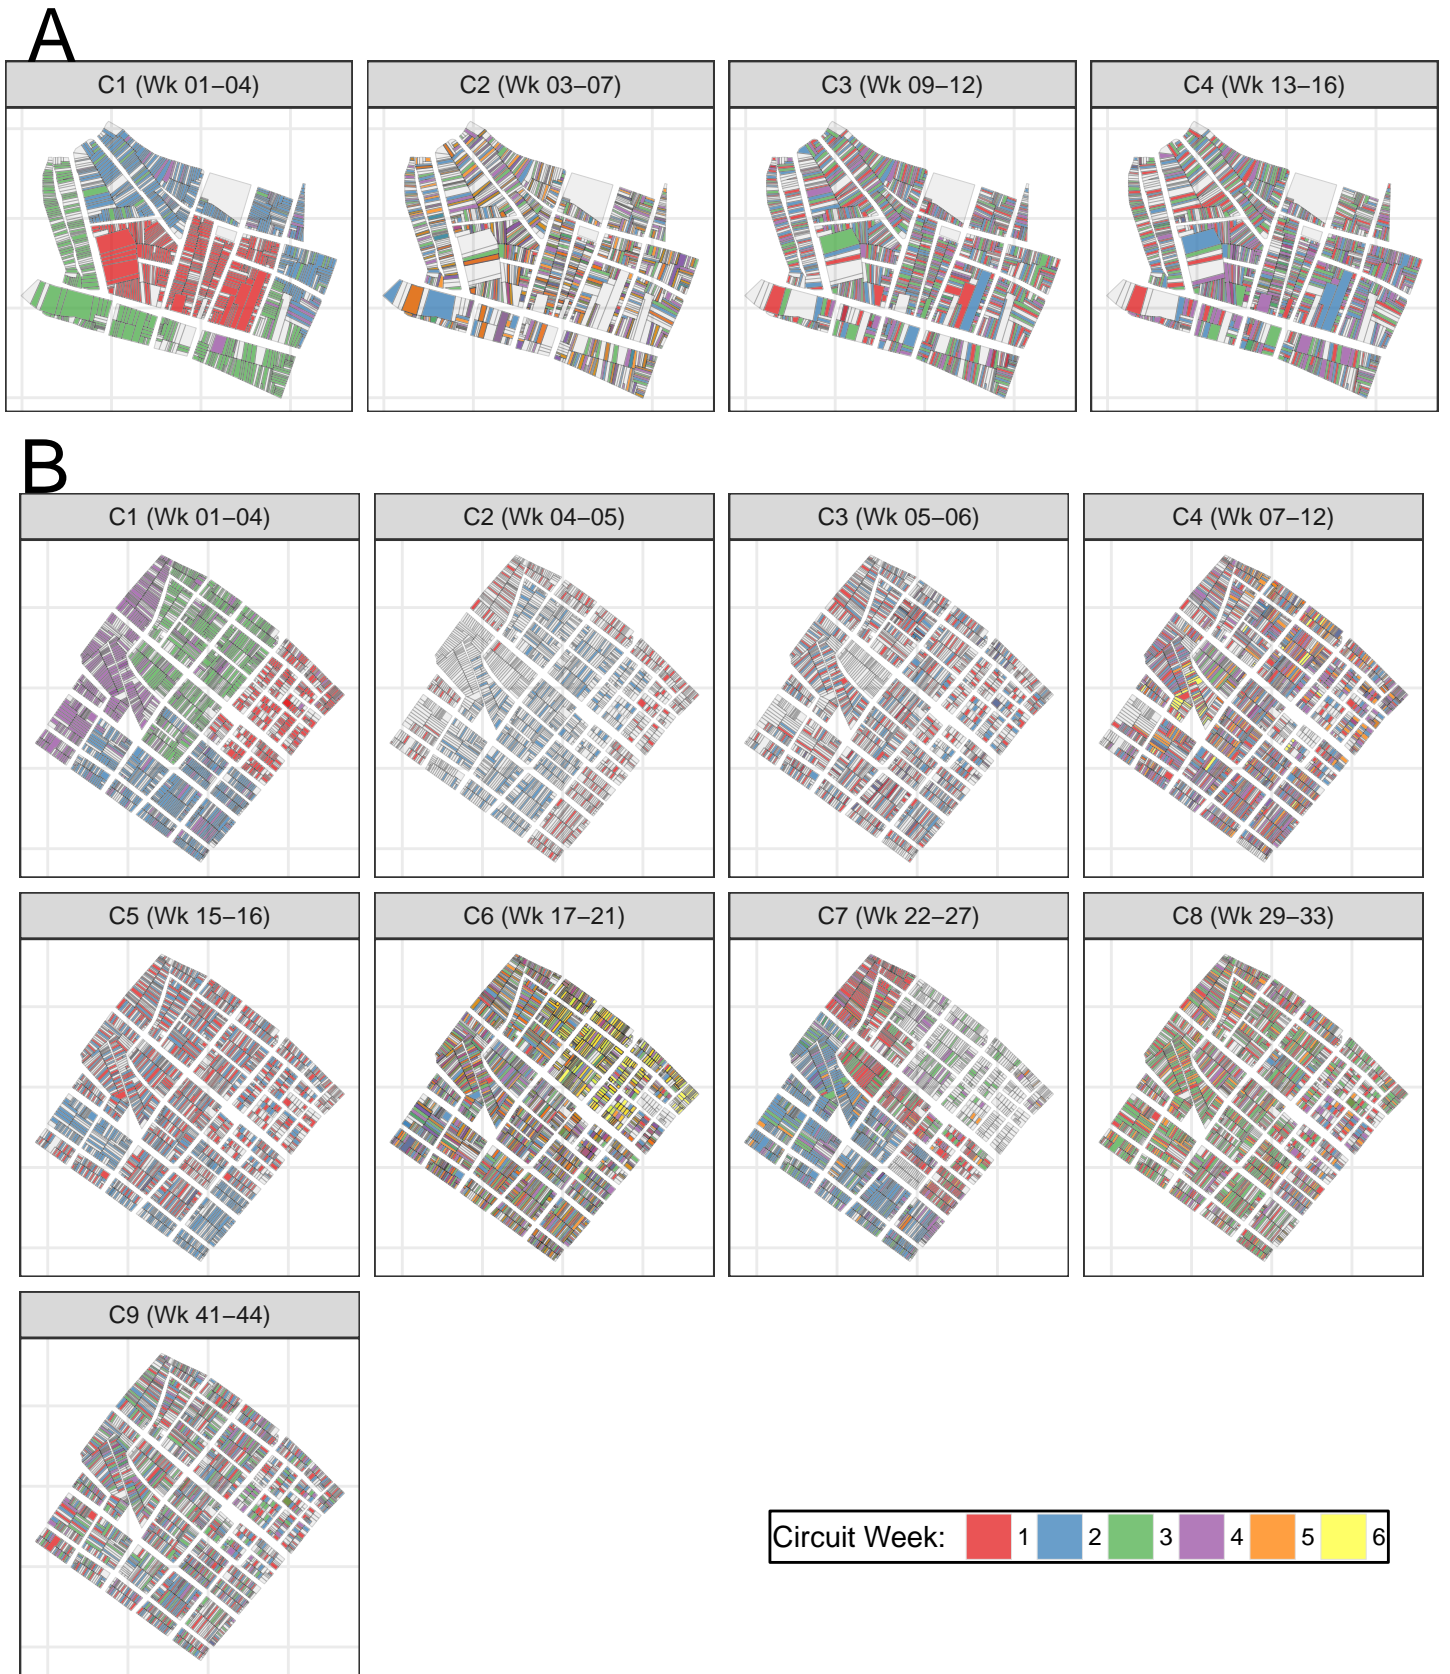 A
C1 (Wk 01–04)
C2 (Wk 03–07)
C3 (Wk 09–12)
C4 (Wk 13–16)
B
C1 (Wk 01–04)
C2 (Wk 04–05)
C3 (Wk 05–06)
C4 (Wk 07–12)
C5 (Wk 15–16)
C6 (Wk 17–21)
C7 (Wk 22–27)
C8 (Wk 29–33)
C9 (Wk 41–44)
Circuit Week: 1 2 3 4 5 6